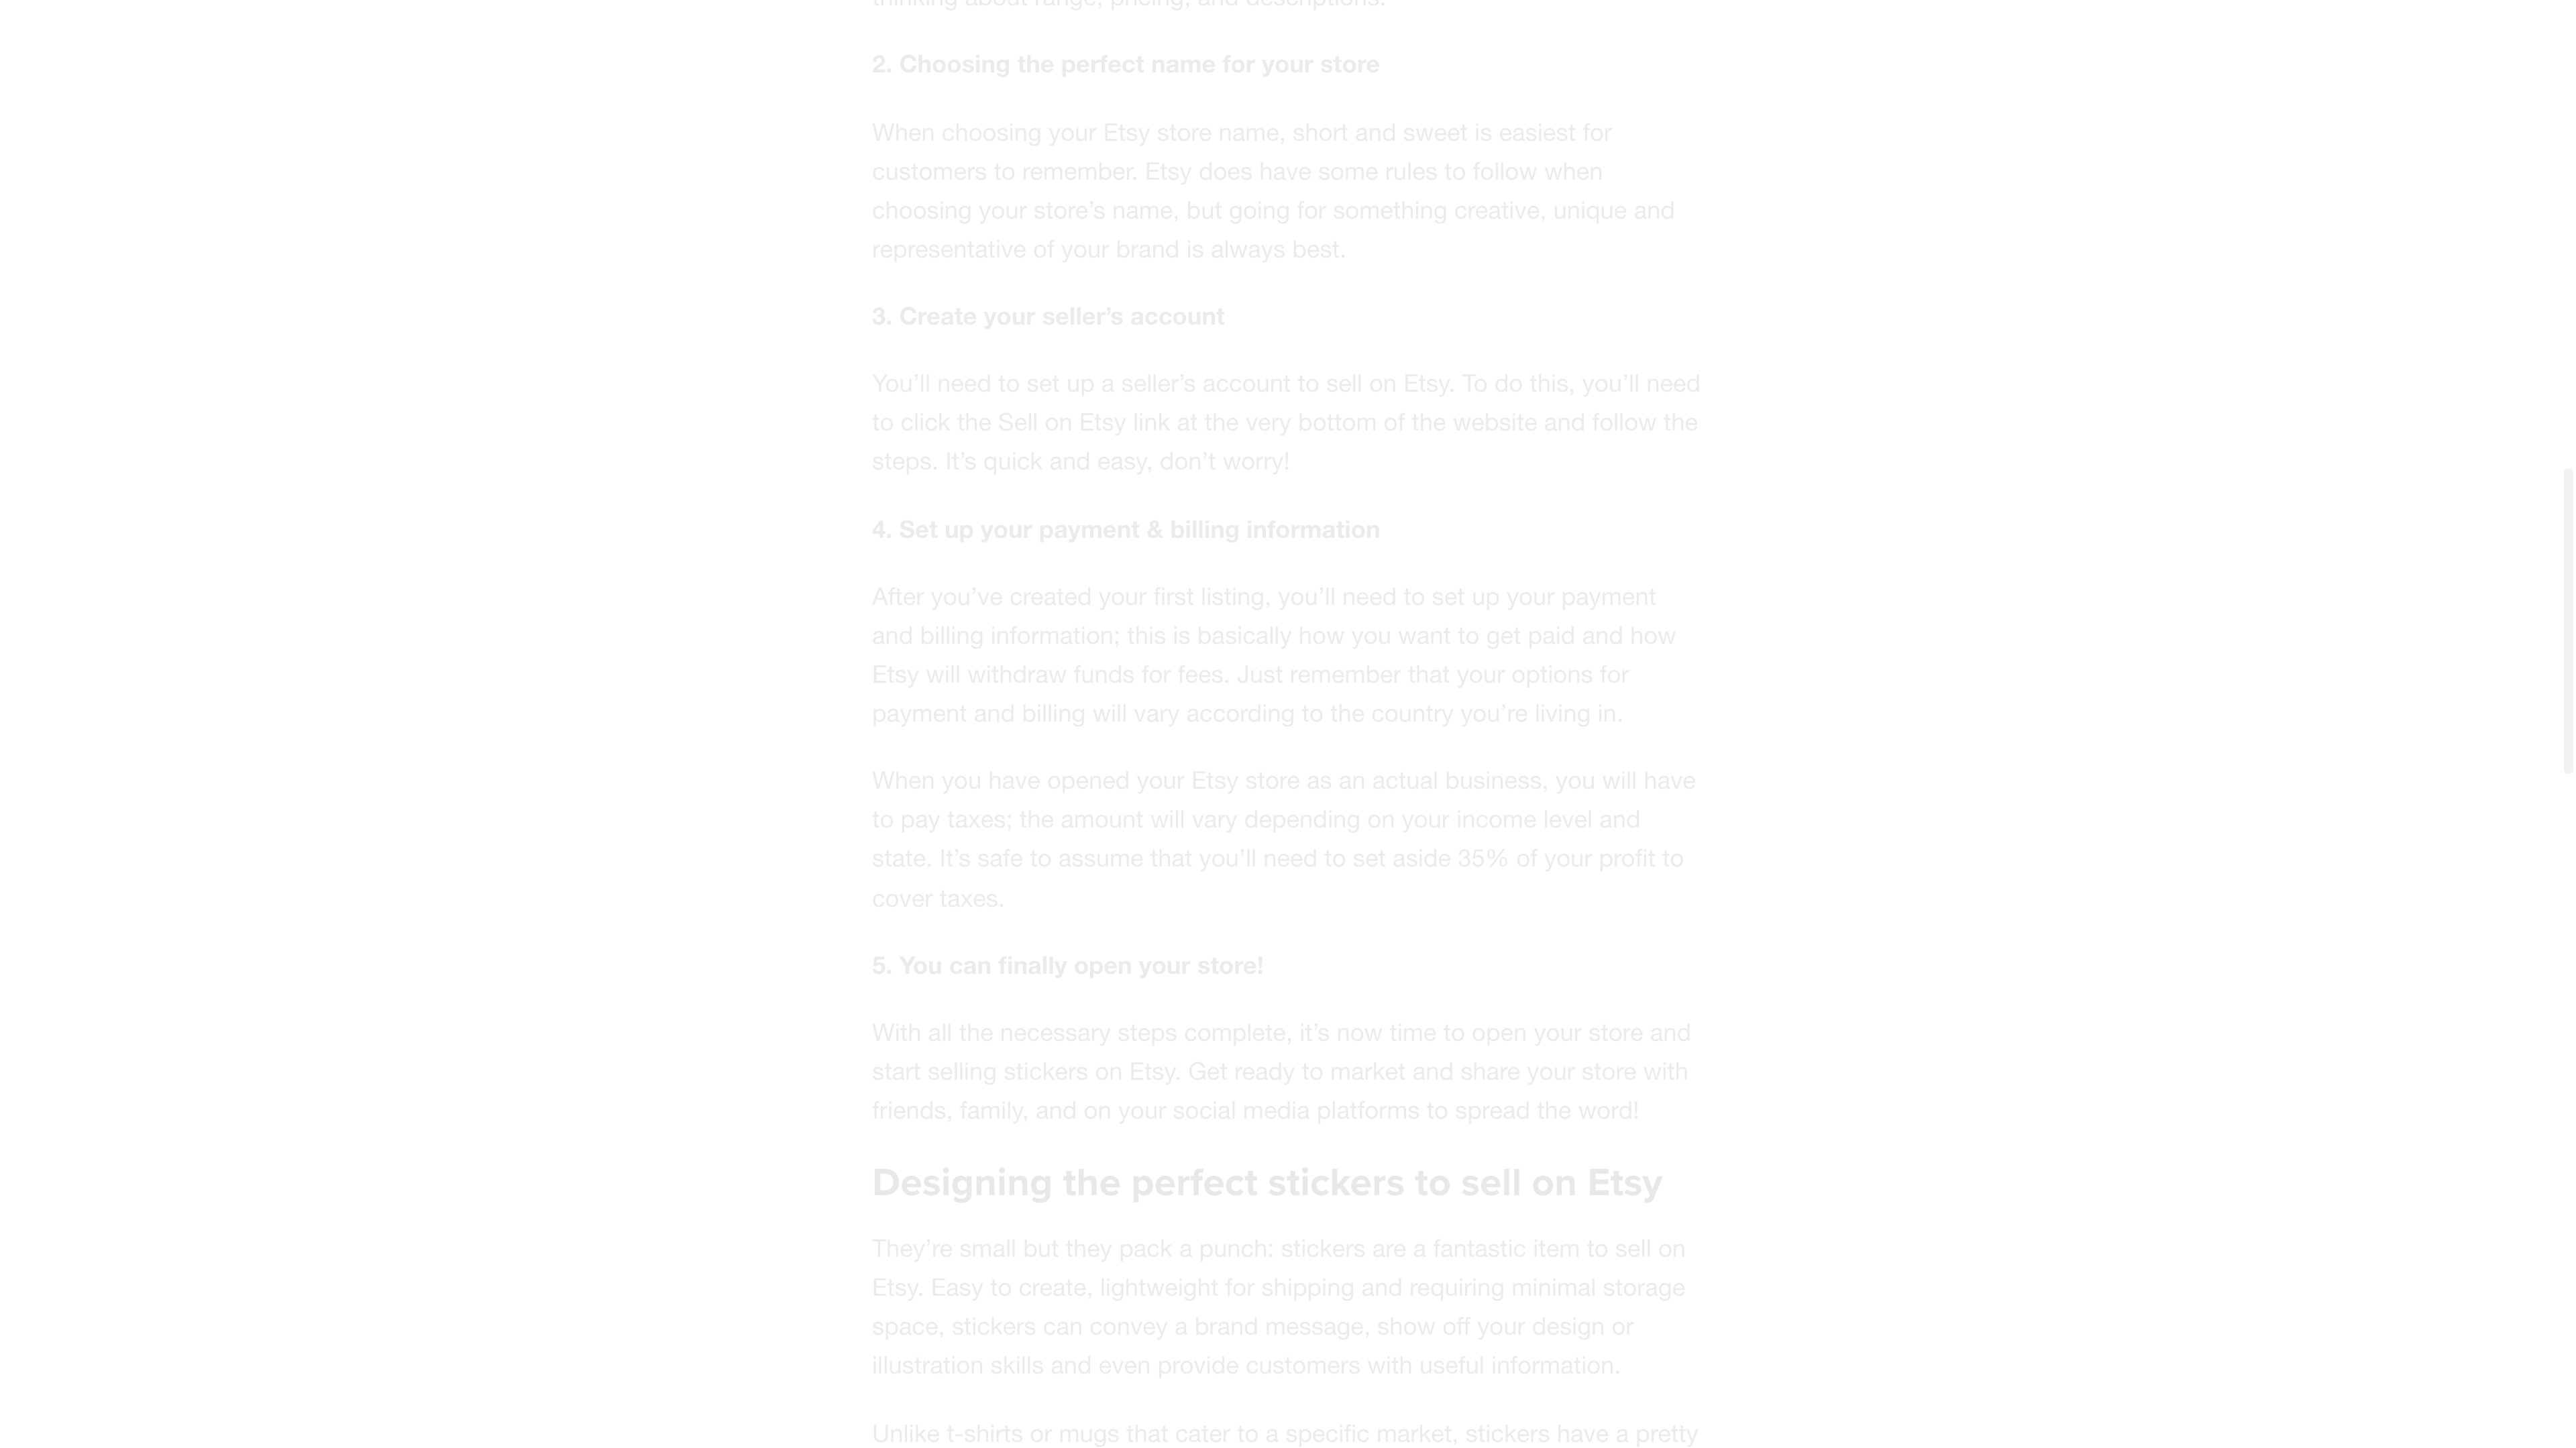 thinking about range, pricing, and descriptions.
2. Choosing the perfect name for your store
When choosing your Etsy store name, short and sweet is easiest for
customers to remember. Etsy does have some rules to follow when
choosing your store’s name, but going for something creative, unique and
representative of your brand is always best.
3. Create your seller’s account
You’ll need to set up a seller’s account to sell on Etsy. To do this, you’ll need
to click the Sell on Etsy link at the very bottom of the website and follow the
steps. It’s quick and easy, don’t worry!
4. Set up your payment & billing information
After you’ve created your first listing, you’ll need to set up your payment
and billing information; this is basically how you want to get paid and how
Etsy will withdraw funds for fees. Just remember that your options for
payment and billing will vary according to the country you’re living in.
When you have opened your Etsy store as an actual business, you will have
to pay taxes; the amount will vary depending on your income level and
state. It’s safe to assume that you’ll need to set aside 35% of your profit to
cover taxes.
5. You can finally open your store!
With all the necessary steps complete, it’s now time to open your store and
start selling stickers on Etsy. Get ready to market and share your store with
friends, family, and on your social media platforms to spread the word!
Designing the perfect stickers to sell on Etsy
They’re small but they pack a punch: stickers are a fantastic item to sell on
Etsy. Easy to create, lightweight for shipping and requiring minimal storage
space, stickers can convey a brand message, show off your design or
illustration skills and even provide customers with useful information.
Unlike t-shirts or mugs that cater to a specific market, stickers have a pretty